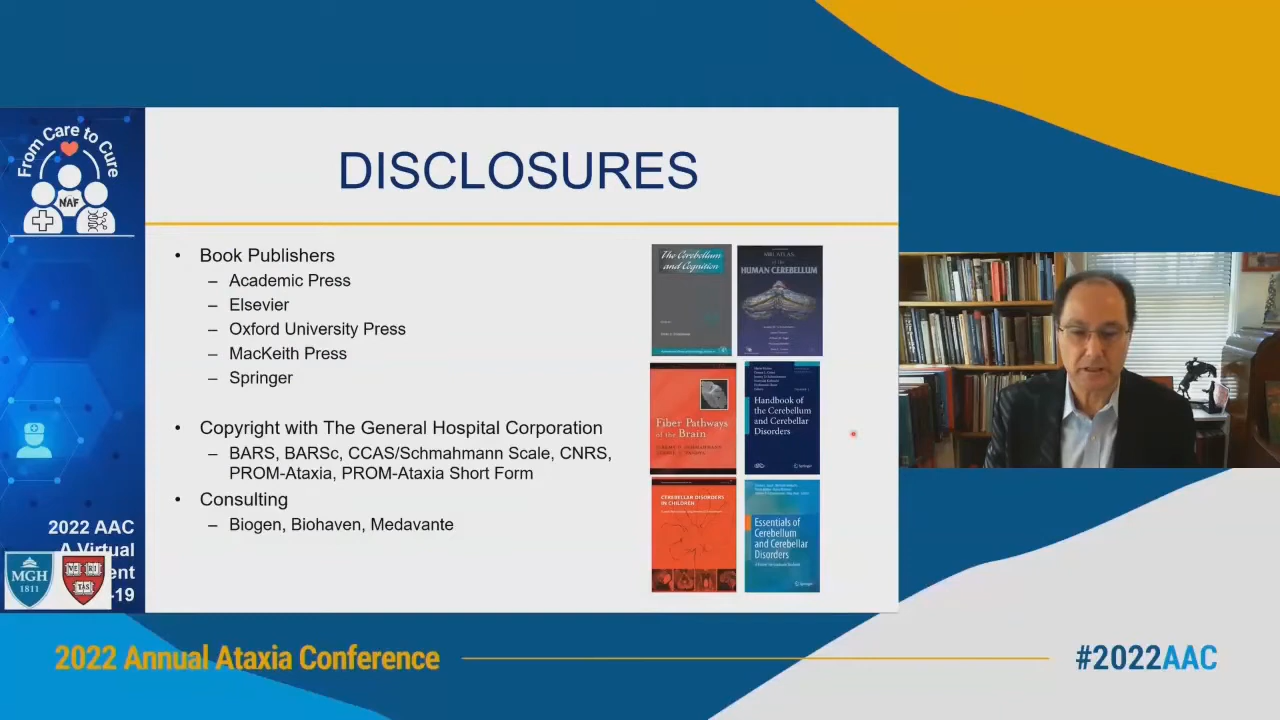 From Care to Cure
NAF
DISCLOSURES
• Book Publishers
– Academic Press
– Elsevier
– Oxford University Press
– MacKeith Press
– Springer
• Copyright with The General Hospital Corporation
– BARS, BARSc, CCAS/Schmahmann Scale, CNRS,
PROM-Ataxia, PROM-Ataxia Short Form
• Consulting
– Biogen, Biohaven, Medavante
The Cerebellum
and Cognition
MRI ATLAS
of the
HUMAN CEREBELLUM
Fiber Pathways
of the Brain
Handbook of
the Cerebellum
and Cerebellar
Disorders
Springer
CEREBELLAR DISORDERS
IN CHILDREN
Essentials of
Cerebellum
and Cerebellar
Disorders
Springer
2022 AAC
A Virtual
ent
-19
MGH
1811
2022 Annual Ataxia Conference
#2022AAC